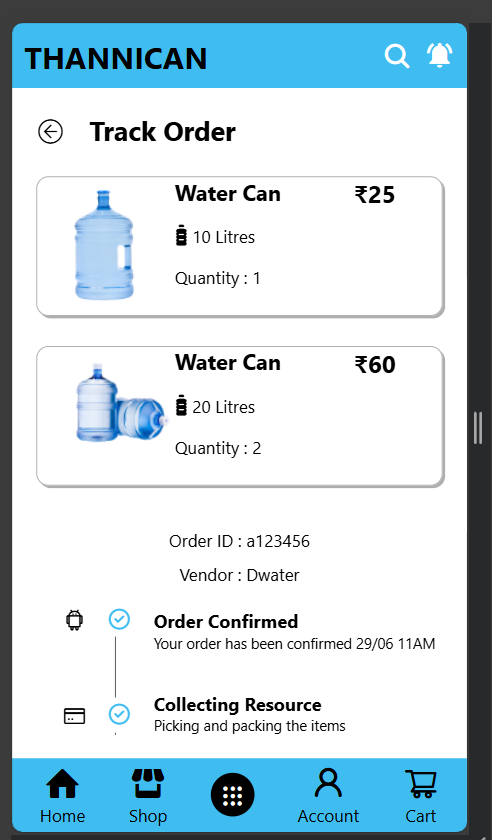 THANNICAN
Track Order
Water Can ₹25
10 Litres
Quantity : 1
Water Can ₹60
20 Litres
Quantity : 2
Order ID : a123456
Vendor : Dwater
Order Confirmed
Your order has been confirmed 29/06 11AM
Collecting Resource
Picking and packing the items
Home Shop Account Cart